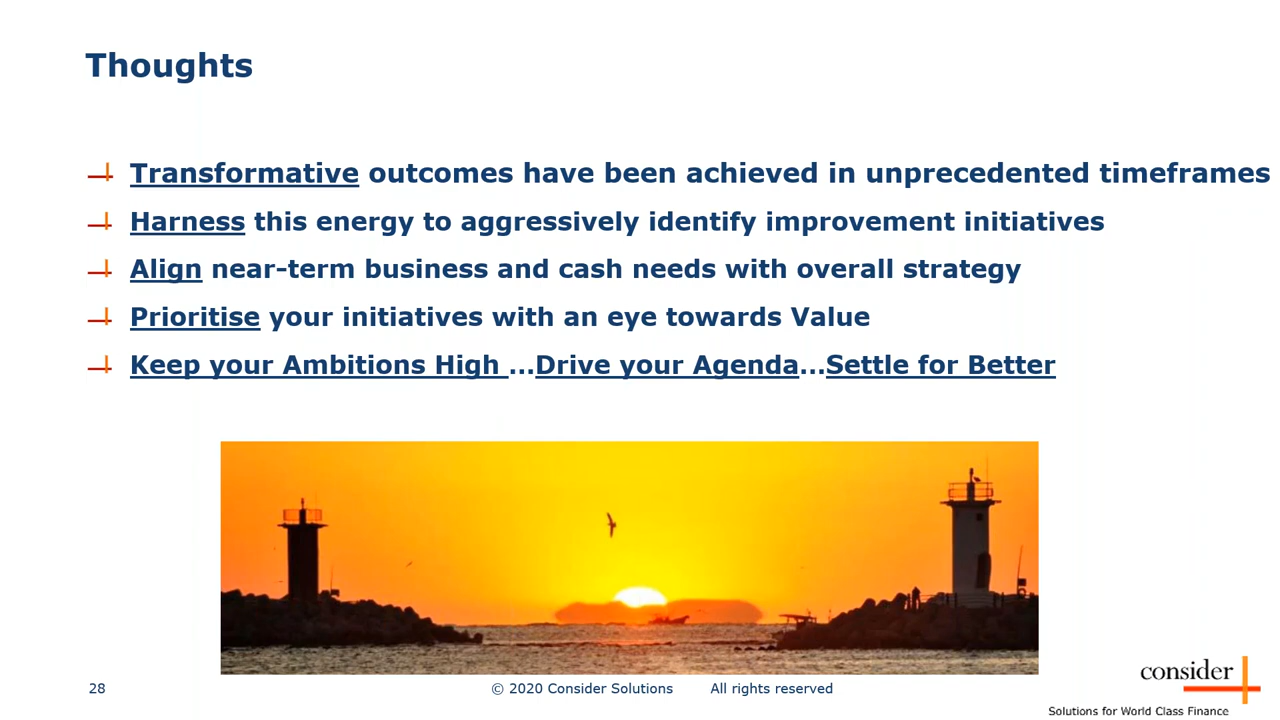 Thoughts
Transformative outcomes have been achieved in unprecedented timeframes
Harness this energy to aggressively identify improvement initiatives
Align near-term business and cash needs with overall strategy
Prioritise your initiatives with an eye towards Value
Keep your Ambitions High ...Drive your Agenda...Settle for Better
28
© 2020 Consider Solutions All rights reserved
consider
Solutions for World Class Finance